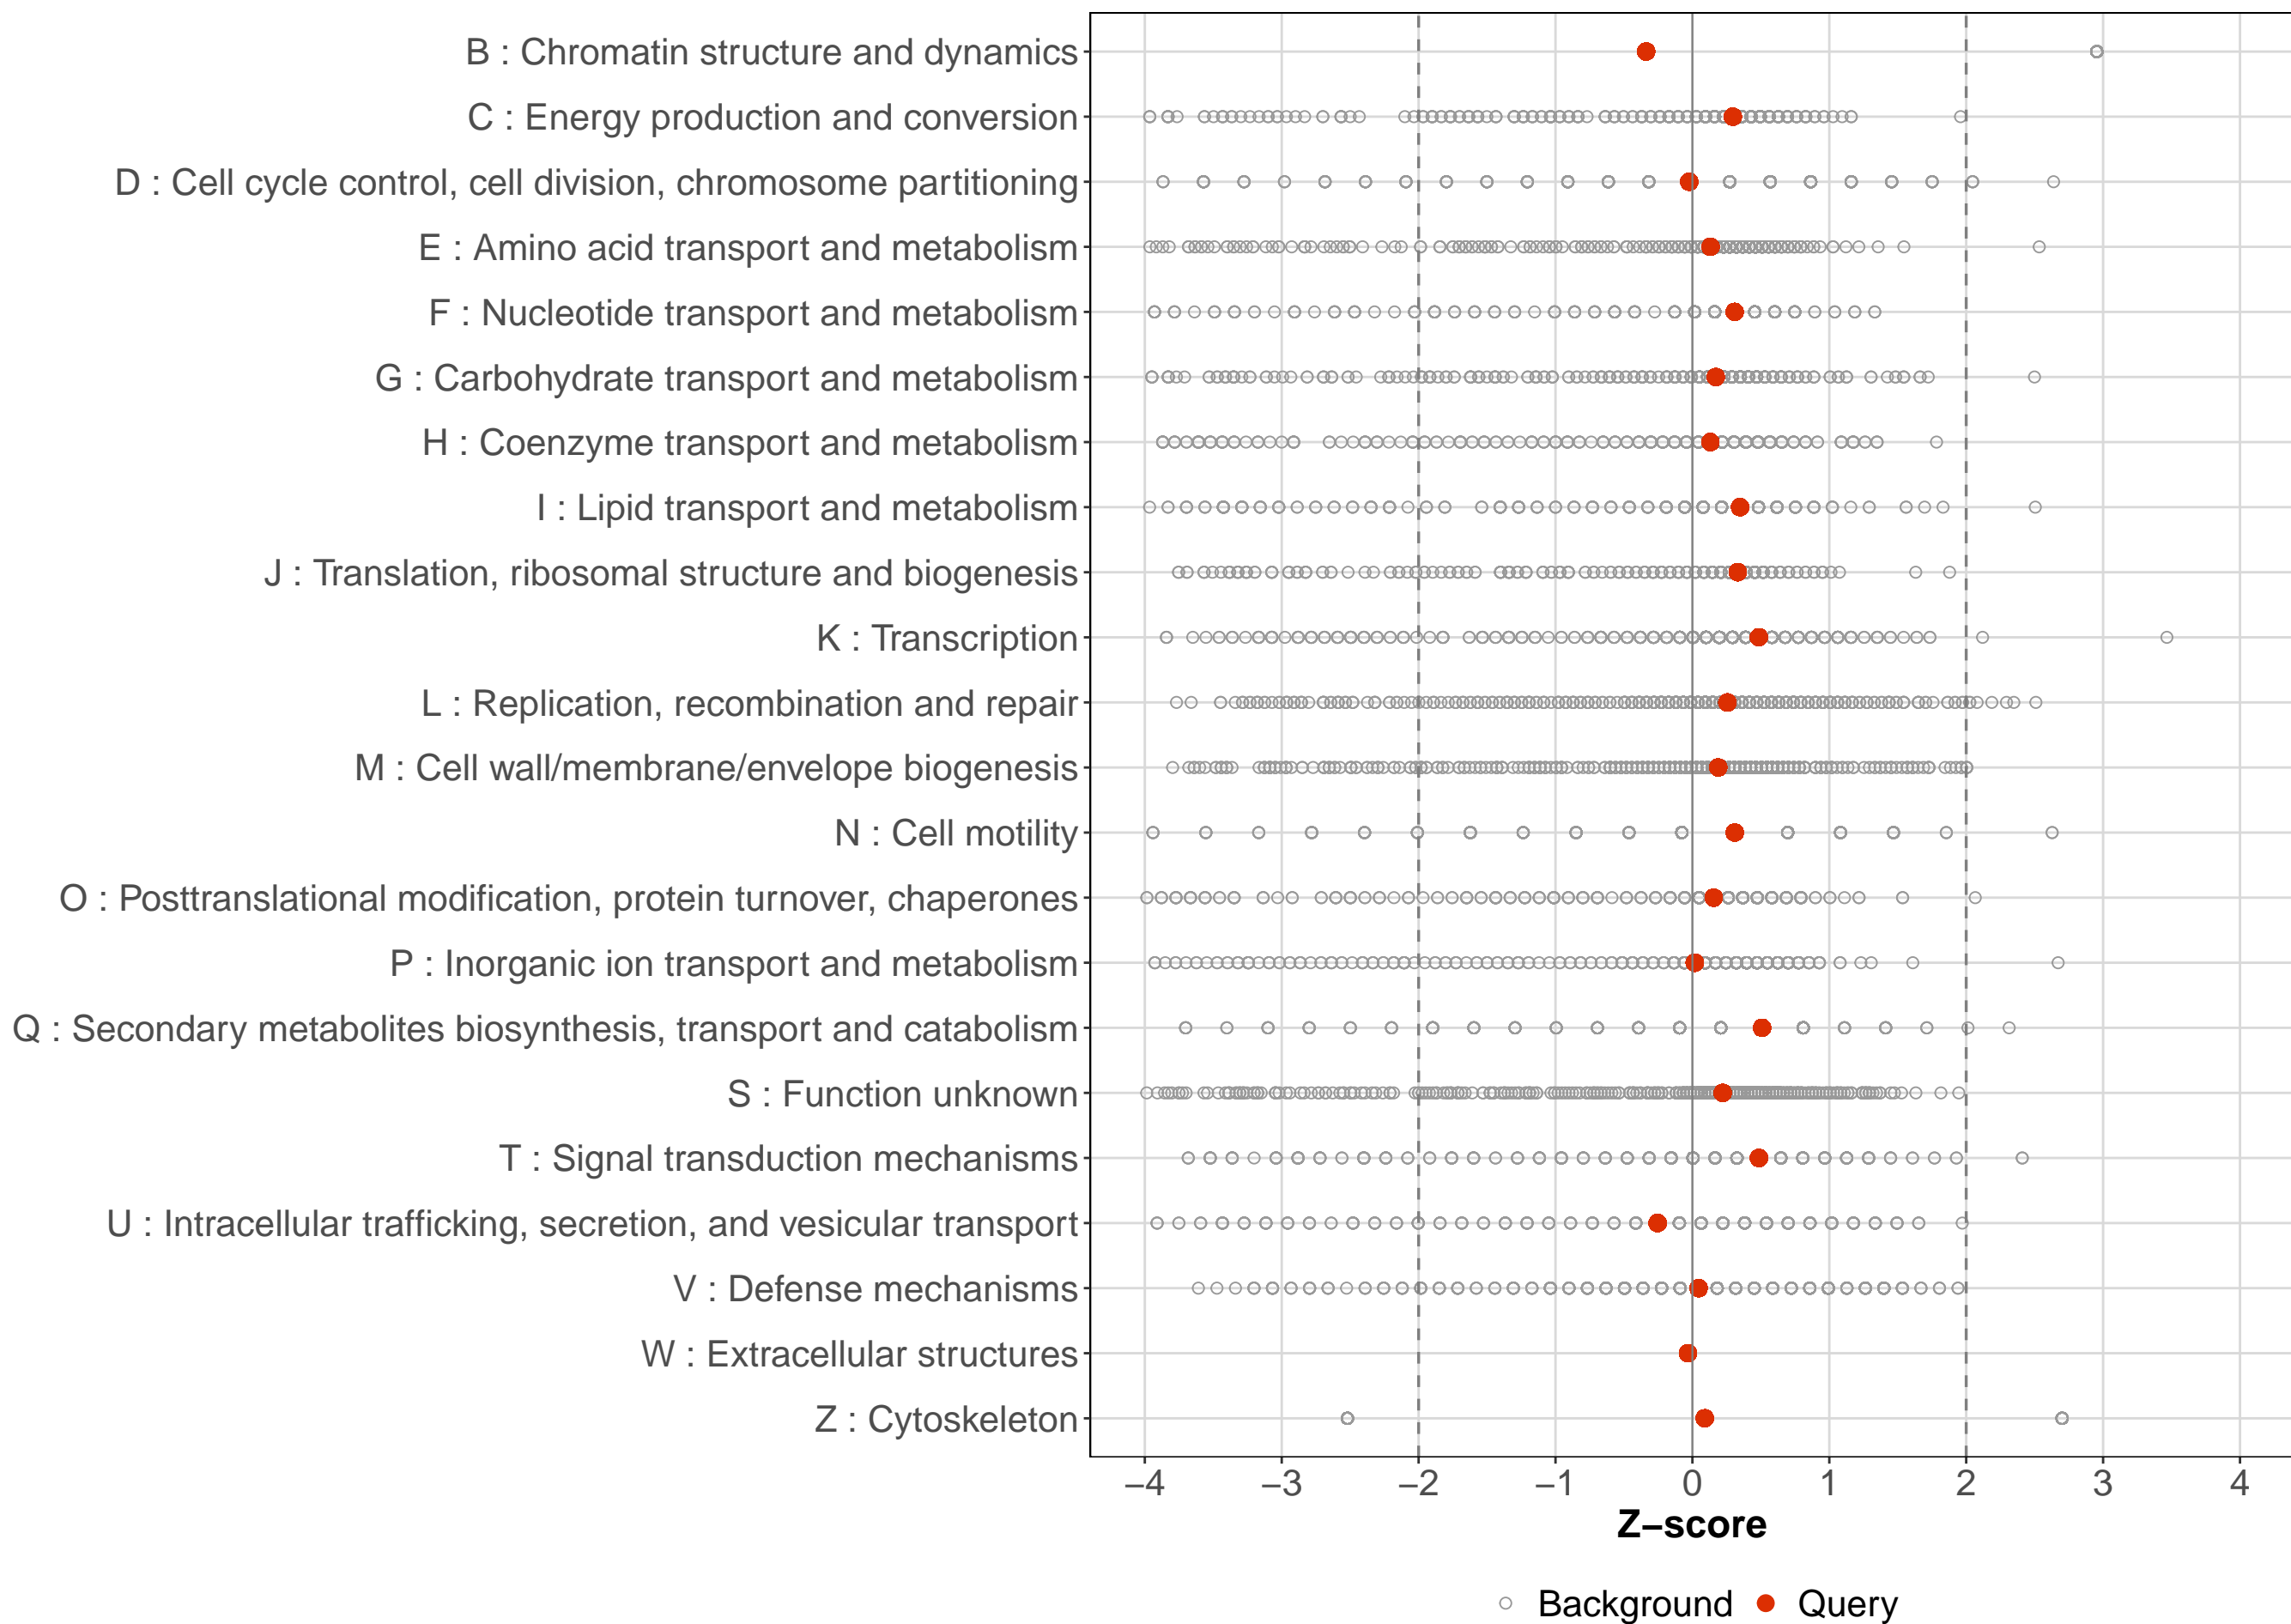 B : Chromatin structure and dynamics
C : Energy production and conversion
D : Cell cycle control, cell division, chromosome partitioning
E : Amino acid transport and metabolism
F : Nucleotide transport and metabolism
G : Carbohydrate transport and metabolism
H : Coenzyme transport and metabolism
I : Lipid transport and metabolism
J : Translation, ribosomal structure and biogenesis
K : Transcription
L : Replication, recombination and repair
M : Cell wall/membrane/envelope biogenesis
N : Cell motility
O : Posttranslational modification, protein turnover, chaperones
P : Inorganic ion transport and metabolism
Q : Secondary metabolites biosynthesis, transport and catabolism
S : Function unknown
T : Signal transduction mechanisms
U : Intracellular trafficking, secretion, and vesicular transport
V : Defense mechanisms
W : Extracellular structures
Z : Cytoskeleton
−4 −3 −2 −1 0 1 2 3 4
Z−score
Background Query